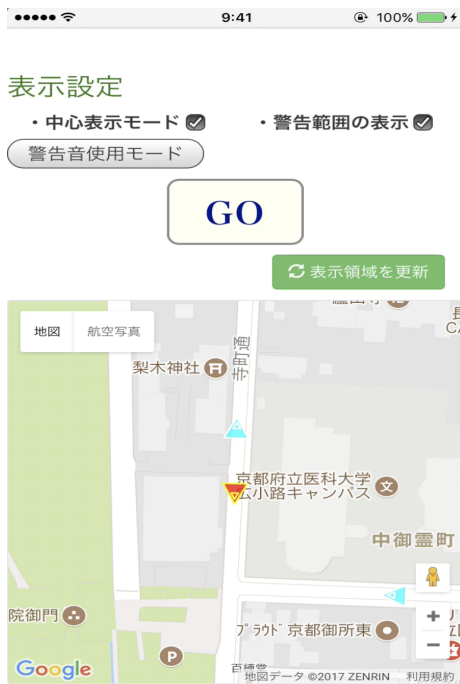 9:41
100%
表示設定
・中心表示モード
・警告範囲の表示
警告音使用モード
GO
表示領域を更新
地図
航空写真
寺町通
梨木神社
京都府立医科大学
広小路キャンパス
中御霊町
院御門
P
プラウド京都御所東
Google
地図データ ©2017 ZENRIN
利用規約